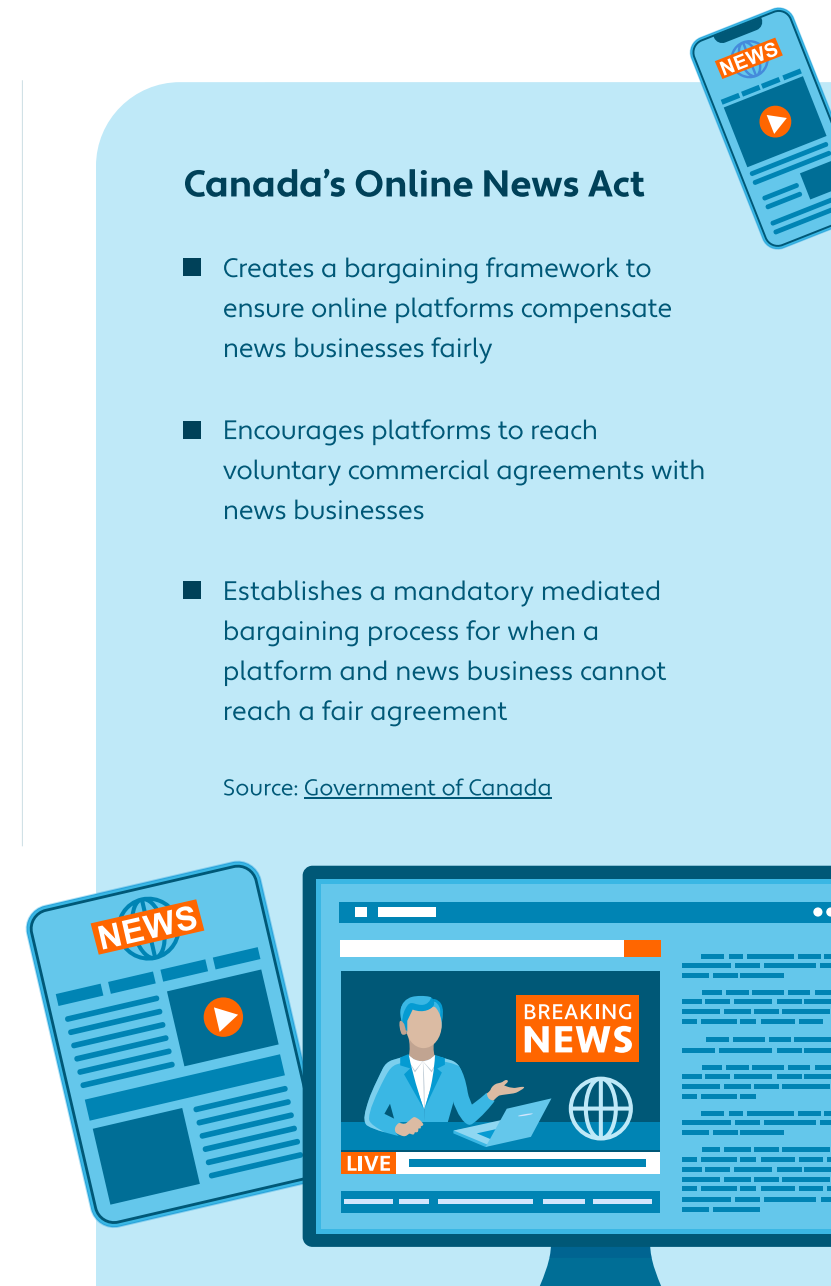 NEWS
Canada’s Online News Act
Creates a bargaining framework to
ensure online platforms compensate
news businesses fairly
Encourages platforms to reach
voluntary commercial agreements with
news businesses
Establishes a mandatory mediated
bargaining process for when a
platform and news business cannot
reach a fair agreement
Source: Government of Canada
NEWS
BREAKING
NEWS
LIVE